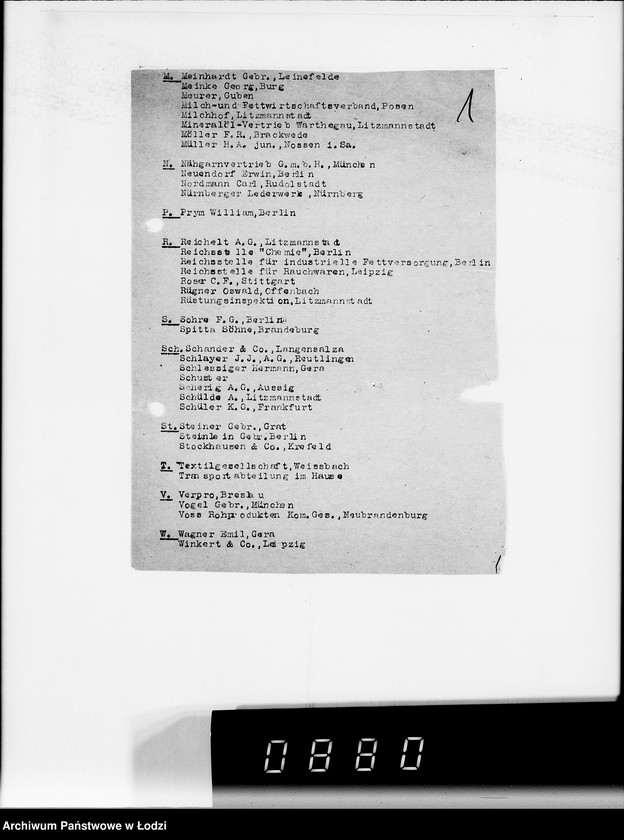 M. Meinhardt Gebr., Leinefelde
Meinke Georg, Burg
Meurer, Guben
Milch-und Fettwirtschaftsverband, Posen
Milchhof, Litzmannstadt
Mineralöl-Vertrieb Warthegau, Litzmannstadt
Möller F.R., Brackwede
Müller H.A. jun., Nossen i.Sa.
1
N. Nähgarnvertrieb G.m.b.H., München
Neuendorf Erwin, Berlin
Nordmann Carl, Rudolstadt
Nürnberger Lederwerk, Nürnberg
P. Prym William, Berlin
R. Reichelt A.G., Litzmannstadt
Reichsstelle "Chemie", Berlin
Reichsstelle für industrielle Fettversorgung, Berlin
Reichsstelle für Rauchwaren, Leipzig
Roser C.F., Stittgart
Rügner Oswald, Offenbach
Rüstungsinspektion, Litzmannstadt
S. Sohre F.G., Berlin
Spitta Söhne, Brandeburg
Sch. Schander & Co., Langensalza
Schlayer J.J., A.G., Reutlingen
Schlessiger Hermann, Gera
Schuster
Scherig A.G., Aussig
Schülde A., Litzmannstadt
Schüler K.G., Frankfurt
St. Steiner Gebr., Grat
Steinlein Gebr. Berlin
Stockhausen & Co., Krefeld
T. Textilgesellschaft, Weissbach
Transportabteilung im Hause
V. Verpro, Breslau
Vogel Gebr., München
Voss Rohprodukten Kom.Ges., Neubrandenburg
W. Wagner Emil, Gera
Winkert & Co., Leipzig
0880
Archiwum Państwowe w Łodzi